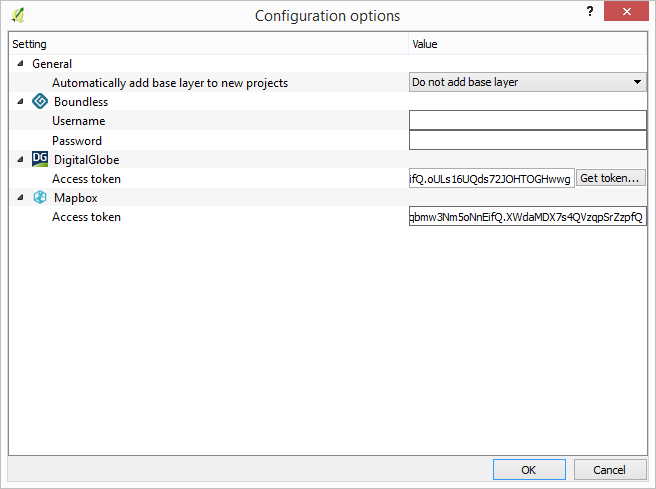 Configuration options
?
Setting Value
General
Automatically add base layer to new projects Do not add base layer
Boundless
Username
Password
DG DigitalGlobe
Access token ifQ.oULs16UQds72JOHTOGHwwg Get token...
Mapbox
Access token qbmw3Nm5oNnEifQ.XWdaMDX7s4QVzqpSrZzpfQ
OK Cancel